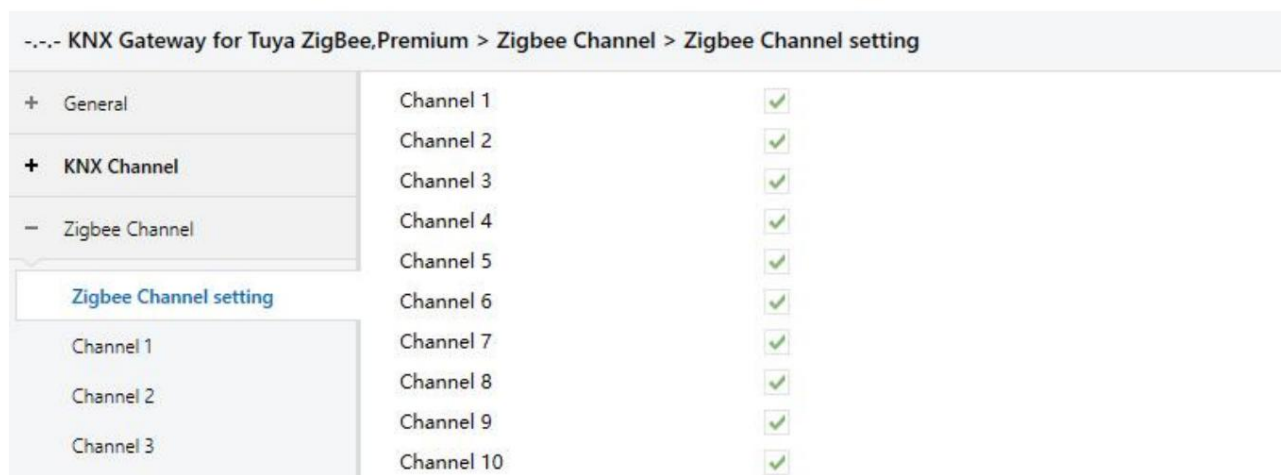 -.-.- KNX Gateway for Tuya ZigBee,Premium > Zigbee Channel > Zigbee Channel setting
+ General
+ KNX Channel
− Zigbee Channel
Zigbee Channel setting
Channel 1
Channel 2
Channel 3
Channel 1
Channel 2
Channel 3
Channel 4
Channel 5
Channel 6
Channel 7
Channel 8
Channel 9
Channel 10